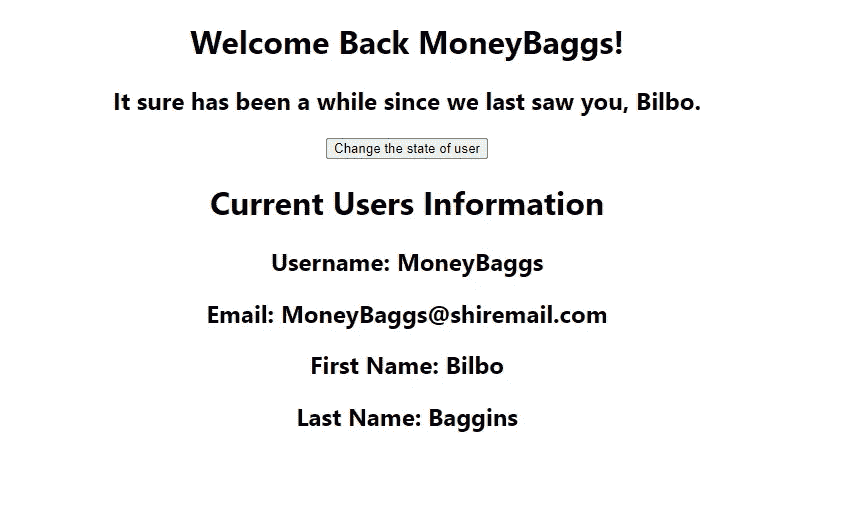 Welcome Back MoneyBaggs!
It sure has been a while since we last saw you, Bilbo.
Change the state of user
Current Users Information
Username: MoneyBaggs
Email: MoneyBaggs@shiremail.com
First Name: Bilbo
Last Name: Baggins